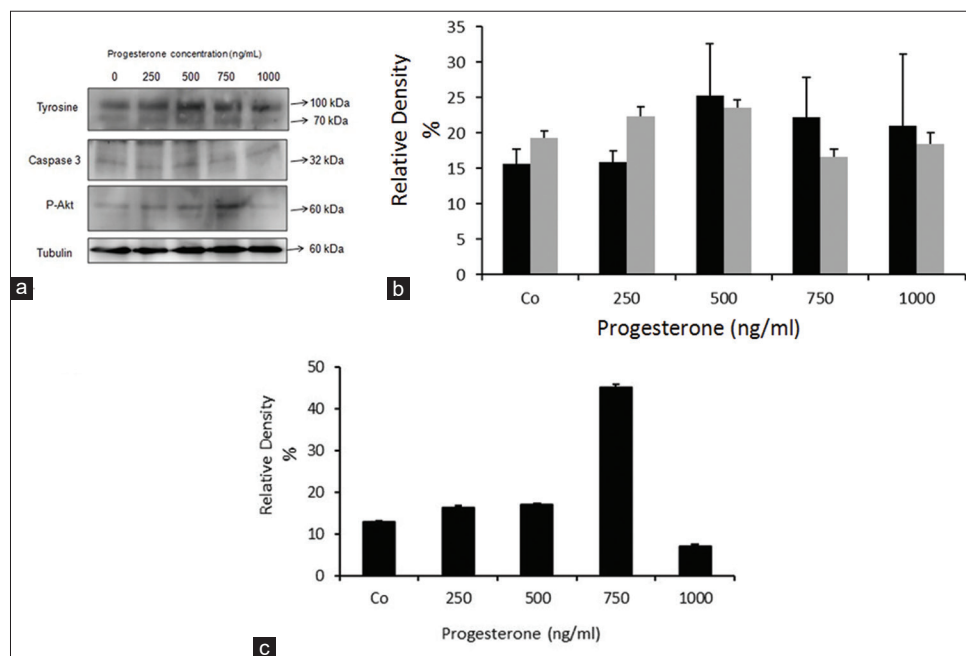 Progesterone concentration (ng/mL)
0 250 500 750 1000
Tyrosine
100 kDa
70 kDa
Caspase 3
32 kDa
P-Akt
60 kDa
Tubulin
60 kDa
a
35
30
25
20
15
10
5
0
Relative Density
%
Co 250 500 750 1000
Progesterone (ng/ml)
b
50
40
30
20
10
0
Relative Density
%
Co 250 500 750 1000
Progesterone (ng/ml)
c